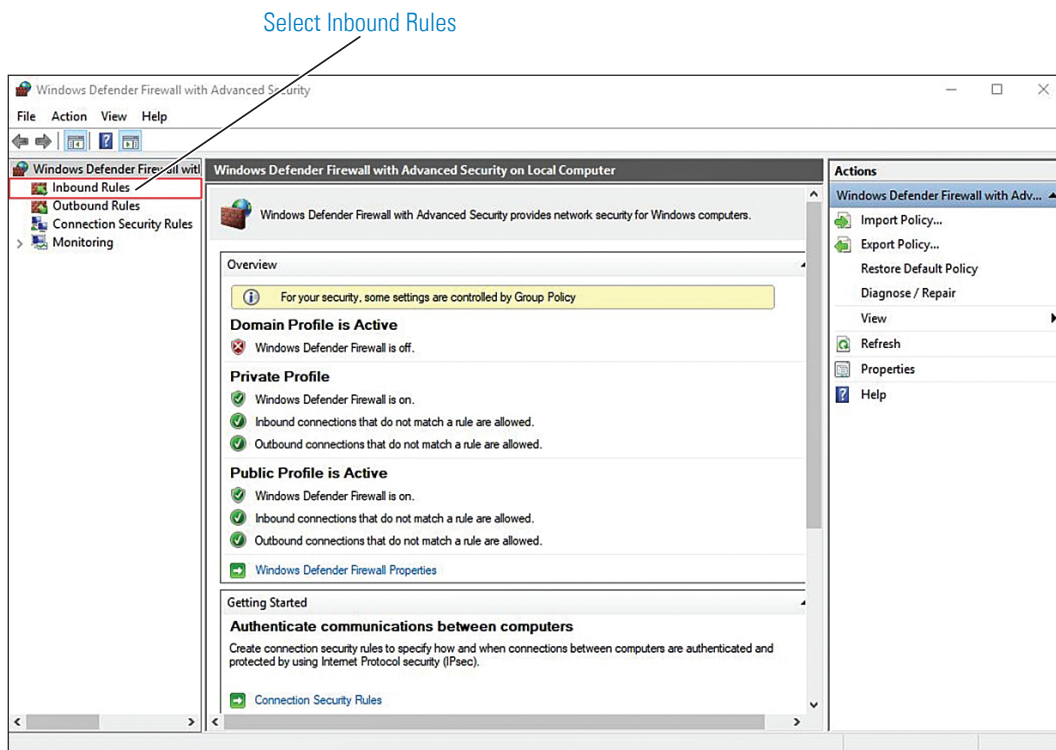 Select Inbound Rules
Windows Defender Firewall with Advanced Security
File Action View Help
Windows Defender Firewall with
Inbound Rules
Outbound Rules
Connection Security Rules
Monitoring
Windows Defender Firewall with Advanced Security on Local Computer
Windows Defender Firewall with Advanced Security provides network security for Windows computers.
Overview
For your security, some settings are controlled by Group Policy
Domain Profile is Active
Windows Defender Firewall is off.
Private Profile
Windows Defender Firewall is on.
Inbound connections that do not match a rule are allowed.
Outbound connections that do not match a rule are allowed.
Public Profile is Active
Windows Defender Firewall is on.
Inbound connections that do not match a rule are allowed.
Outbound connections that do not match a rule are allowed.
Windows Defender Firewall Properties
Getting Started
Authenticate communications between computers
Create connection security rules to specify how and when connections between computers are authenticated and
protected by using Internet Protocol security (IPsec).
Connection Security Rules
Actions
Windows Defender Firewall with Adv...
Import Policy...
Export Policy...
Restore Default Policy
Diagnose / Repair
View
Refresh
Properties
Help